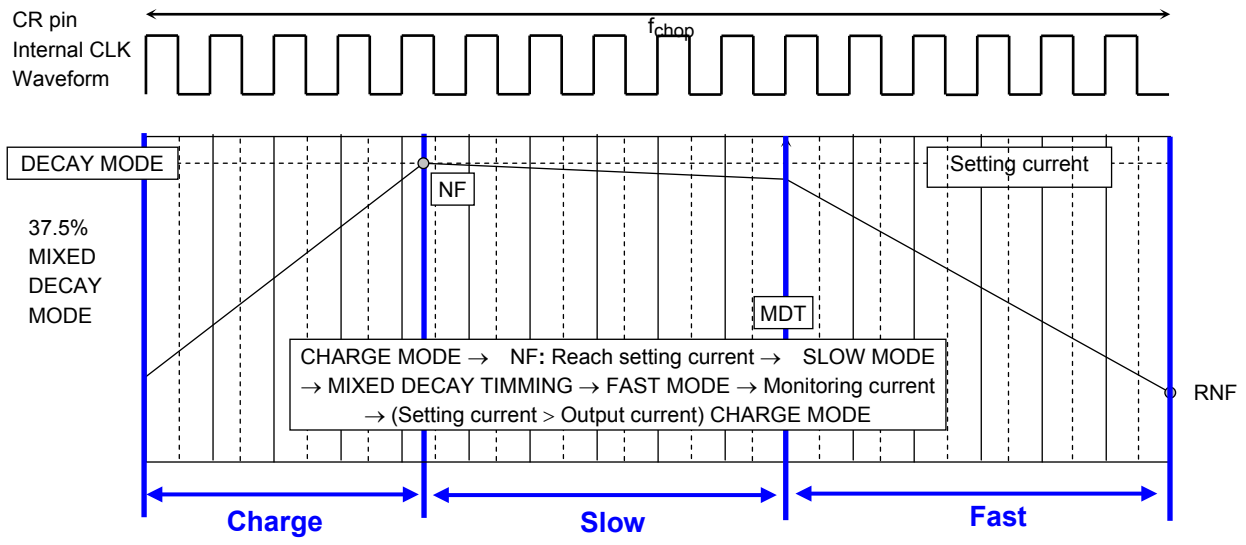 CR pin
Internal CLK
Waveform
fchop
DECAY MODE
Setting current
NF
37.5%
MIXED
DECAY
MODE
MDT
CHARGE MODE → NF: Reach setting current → SLOW MODE
→ MIXED DECAY TIMMING → FAST MODE → Monitoring current
→ (Setting current > Output current) CHARGE MODE
RNF
Charge
Slow
Fast